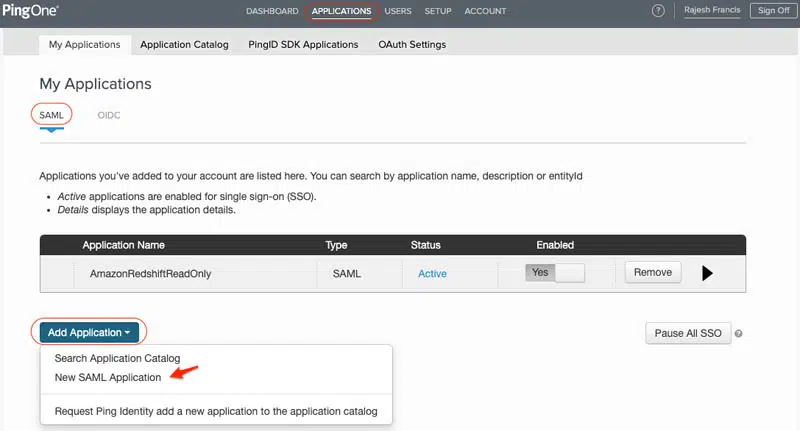 PingOne
DASHBOARD APPLICATIONS USERS SETUP ACCOUNT
? Rajesh Francis Sign Off
My Applications Application Catalog PingID SDK Applications OAuth Settings
My Applications
SAML OIDC
Applications you've added to your account are listed here. You can search by application name, description or entityId
• Active applications are enabled for single sign-on (SSO).
• Details displays the application details.
Application Name Type Status Enabled
AmazonRedshiftReadOnly SAML Active Yes Remove
Add Application Pause All SSO ?
Search Application Catalog
New SAML Application
Request Ping Identity add a new application to the application catalog